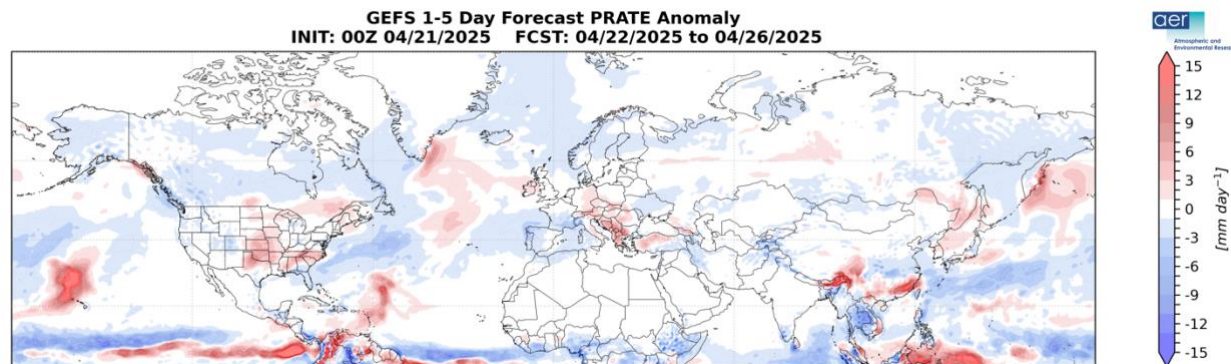 GEFS 1-5 Day Forecast PRATE Anomaly
INIT: 00Z 04/21/2025 FCST: 04/22/2025 to 04/26/2025
aer
Atmospheric and
Environmental Resea
15
12
9
6
3
0
-3
-6
-9
-12
-15
[mm day⁻¹]